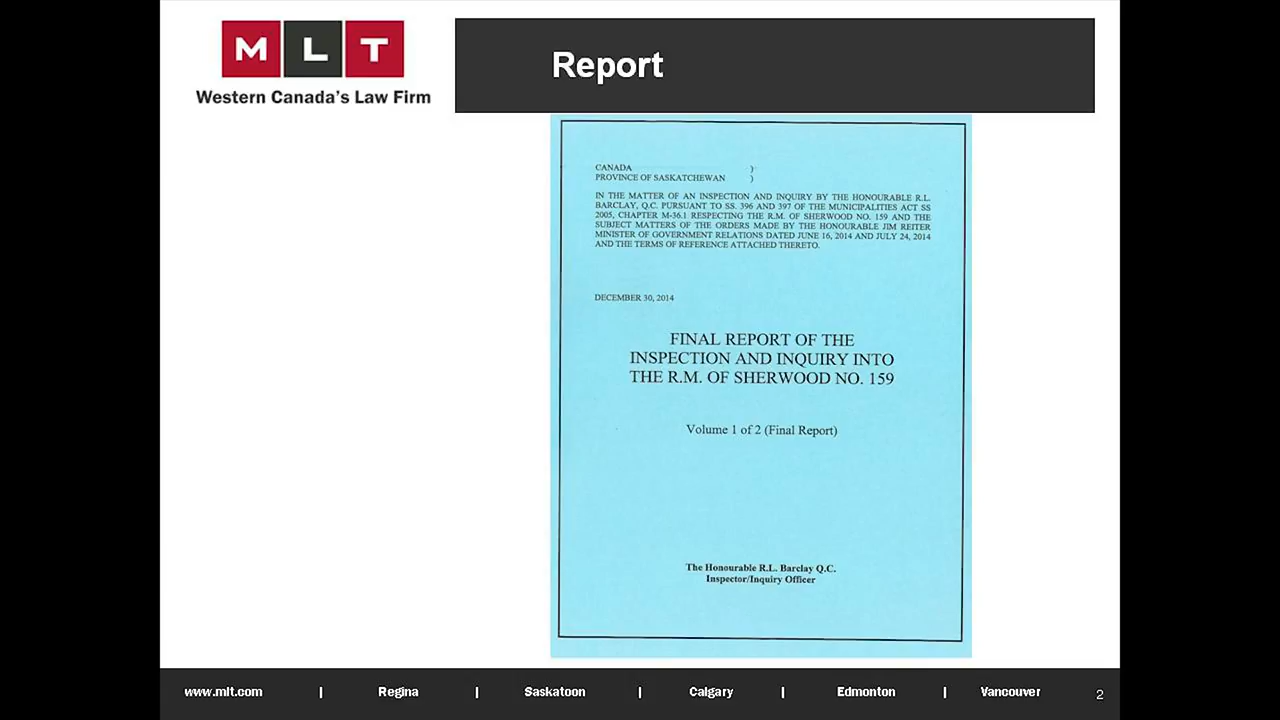 MLT
Western Canada's Law Firm
Report
CANADA )
PROVINCE OF SASKATCHEWAN )
IN THE MATTER OF AN INSPECTION AND INQUIRY BY THE HONOURABLE R.L.
BARCLAY, Q.C. PURSUANT TO SS. 396 AND 397 OF THE MUNICIPALITIES ACT SS
2005, CHAPTER M-36.1 RESPECTING THE R.M. OF SHERWOOD NO. 159 AND THE
SUBJECT MATTERS OF THE ORDERS MADE BY THE HONOURABLE JIM REITER
MINISTER OF GOVERNMENT RELATIONS DATED JUNE 16, 2014 AND JULY 24, 2014
AND THE TERMS OF REFERENCE ATTACHED THERETO.
DECEMBER 30, 2014
FINAL REPORT OF THE
INSPECTION AND INQUIRY INTO
THE R.M. OF SHERWOOD NO. 159
Volume 1 of 2 (Final Report)
The Honourable R.L. Barclay Q.C.
Inspector/Inquiry Officer
www.mlt.com | Regina | Saskatoon | Calgary | Edmonton | Vancouver 2